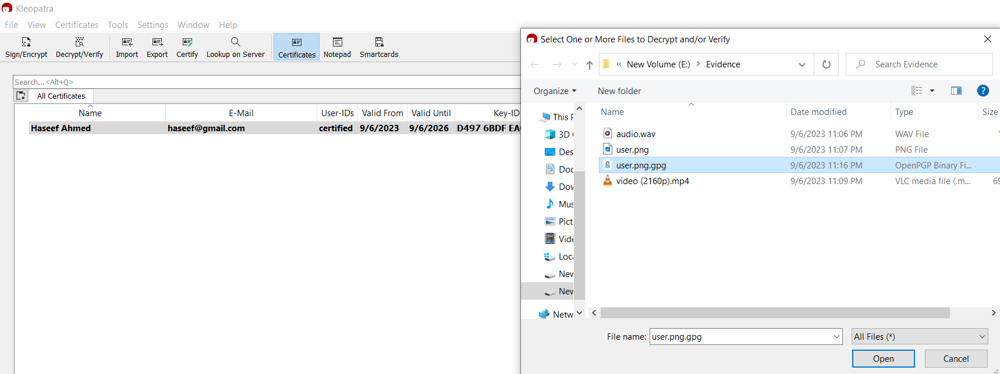 Kleopatra
File View Certificates Tools Settings Window Help
Sign/Encrypt Decrypt/Verify Import Export Certify Lookup on Server Certificates Notepad Smartcards
Search...<Alt+Q>
All Certificates
Name E-Mail User-IDs Valid From Valid Until Key-ID
Haseef Ahmed haseef@gmail.com certified 9/6/2023 9/6/2026 D497 6BDF EA
Select One or More Files to Decrypt and/or Verify
« New Volume (E:) > Evidence
Search Evidence
Organize New folder
This P
3D
Des
Doc
Dow
Mus
Pict
Vide
Loca
New
New
Netw
Name Date modified Type Size
audio.wav 9/6/2023 11:06 PM WAV File
user.png 9/6/2023 11:07 PM PNG File
user.png.gpg 9/6/2023 11:16 PM OpenPGP Binary Fi...
video (2160p).mp4 9/6/2023 11:09 PM VLC media file (.m... 69
File name: user.png.gpg All Files (*)
Open Cancel